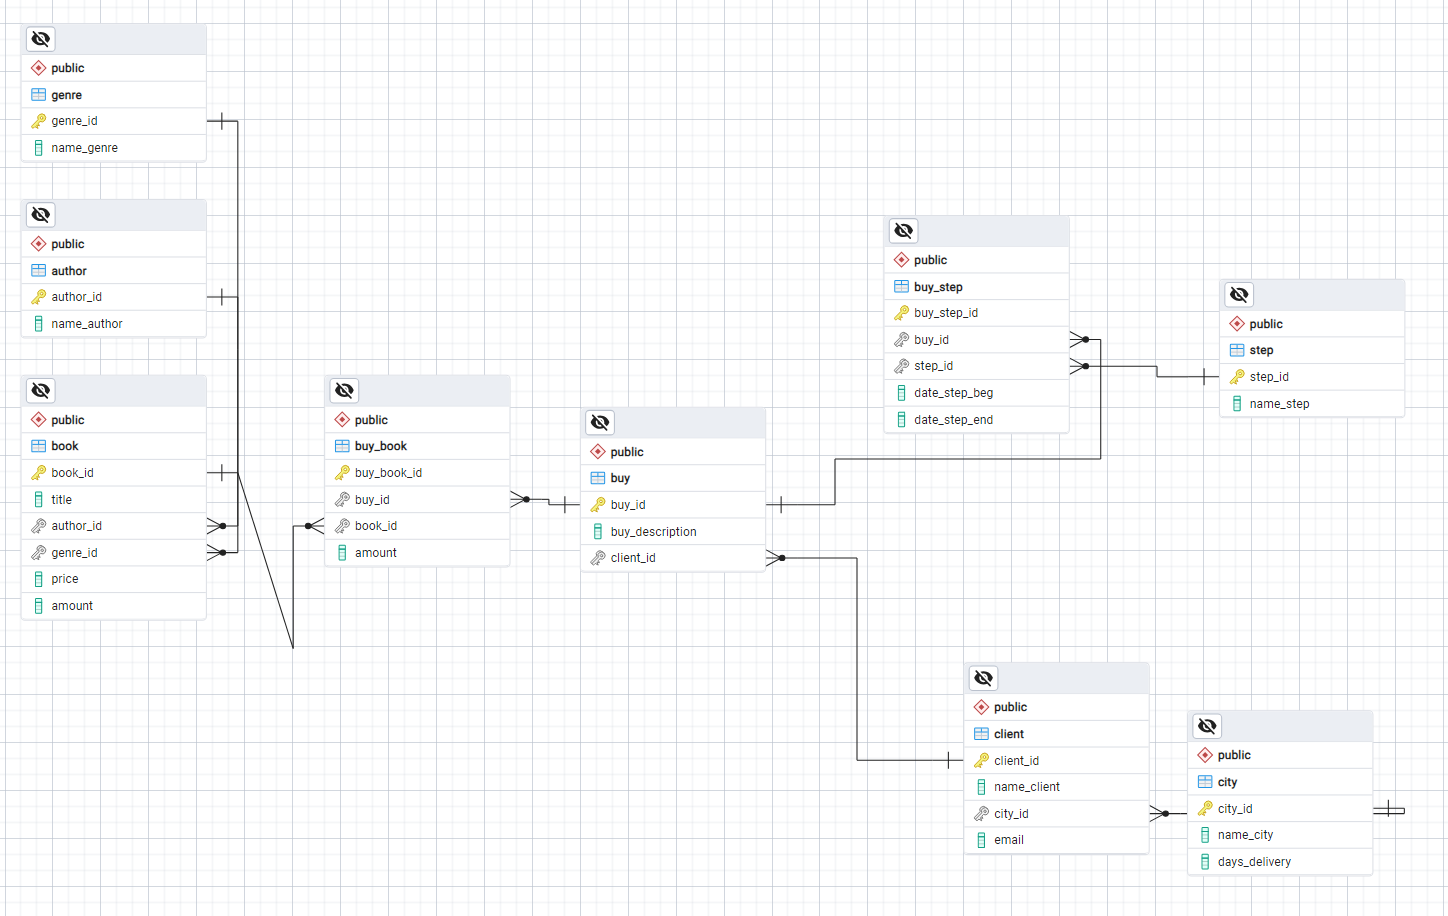 public
genre
genre_id
name_genre
public
author
author_id
name_author
public
book
book_id
title
author_id
genre_id
price
amount
public
buy_book
buy_book_id
buy_id
book_id
amount
public
buy
buy_id
buy_description
client_id
public
buy_step
buy_step_id
buy_id
step_id
date_step_beg
date_step_end
public
step
step_id
name_step
public
client
client_id
name_client
city_id
email
public
city
city_id
name_city
days_delivery